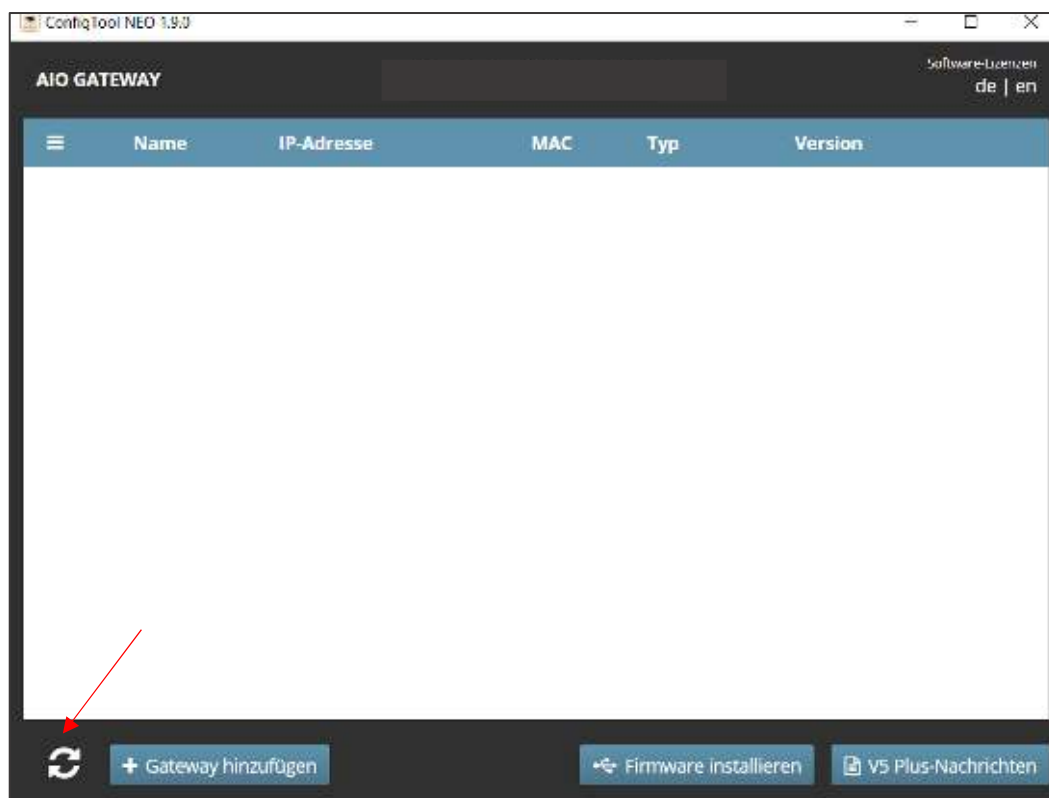 ConfigTool NEO 1.9.0
Software-Lizenzen
AIO GATEWAY
de | en
Name IP-Adresse MAC Typ Version
Gateway hinzufügen
Firmware installieren
V5 Plus-Nachrichten